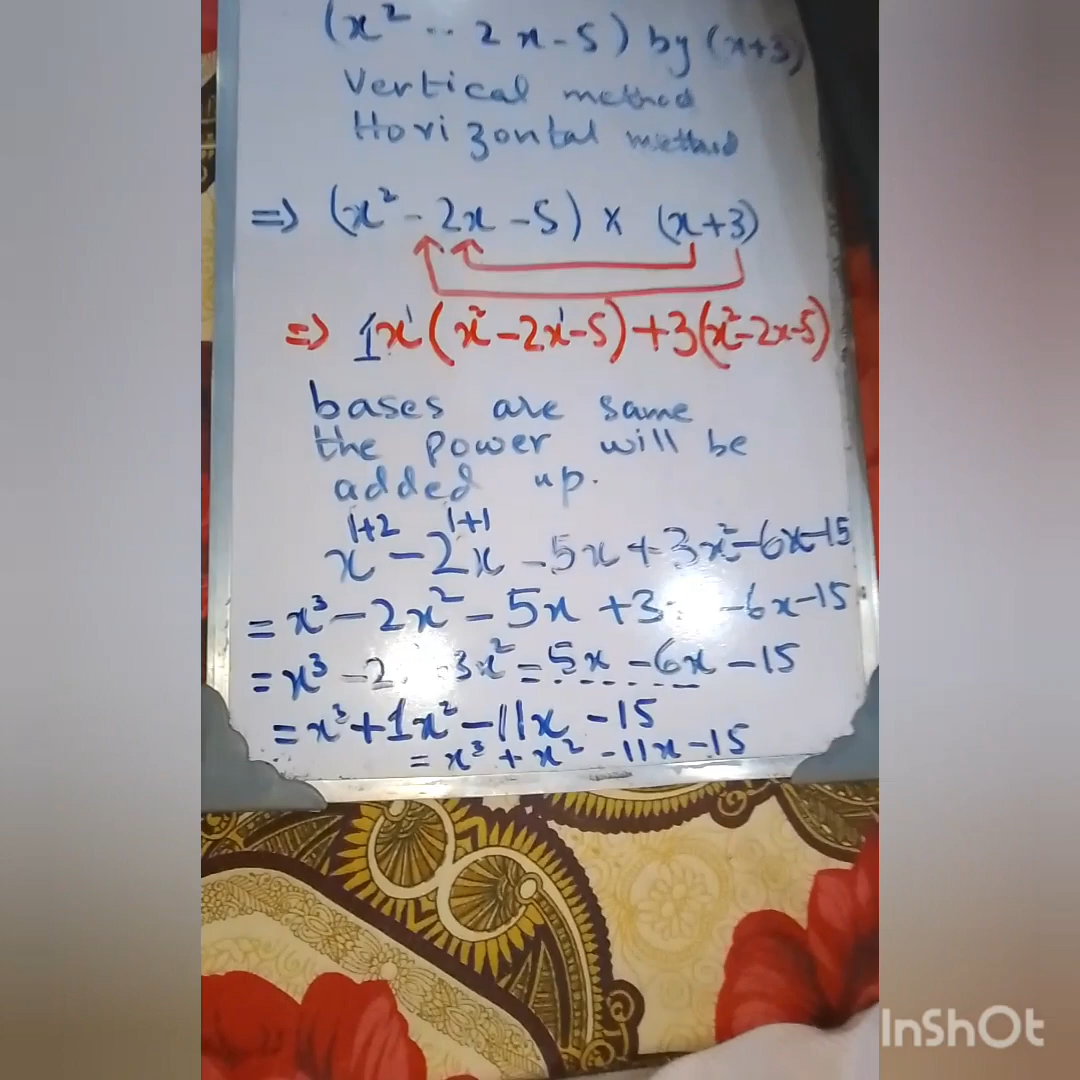 (x² - 2x-5) by (x+3)
Vertical method
Horizontal method
=> (x² - 2x - 5) × (x+3)
=> 1x¹(x²-2x¹-5)+3(x²-2x-5)
bases are same
the power will be
added up.
x¹⁺² - 2x¹⁺¹ - 5x + 3x² - 6x - 15
= x³ - 2x² - 5x + 3 - 6x - 15
= x³ - 2 3x² = 5x - 6x - 15
= x³ + 1x² - 11x - 15
= x³ + x² - 11x - 15
InShOt